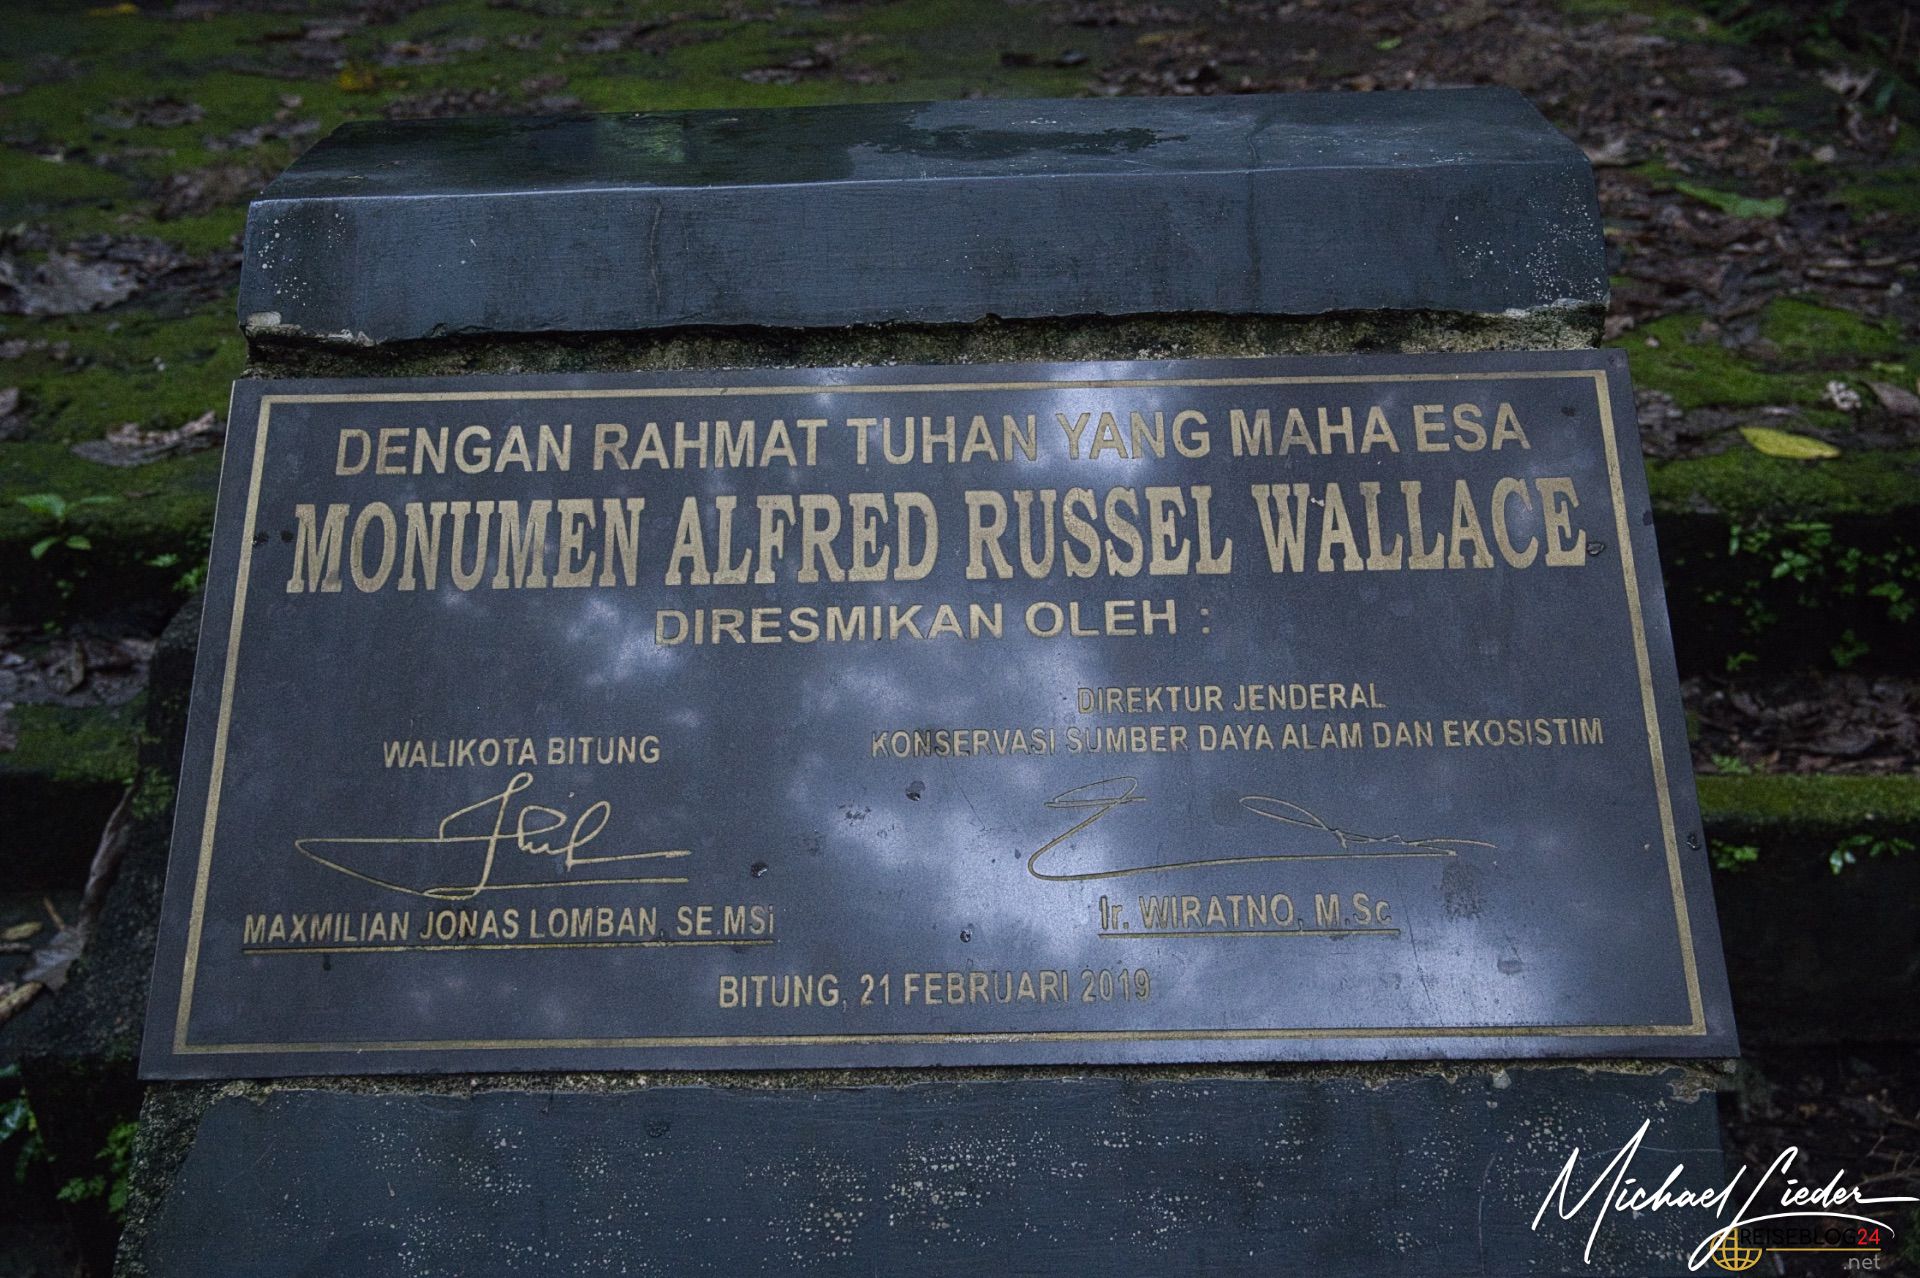 DENGAN RAHMAT TUHAN YANG MAHA ESA
MONUMEN ALFRED RUSSEL WALLACE
DIRESMIKAN OLEH :
WALIKOTA BITUNG
MAXMILIAN JONAS LOMBAN, SE.MSi
DIREKTUR JENDERAL
KONSERVASI SUMBER DAYA ALAM DAN EKOSISTIM
Ir. WIRATNO, M.Sc
BITUNG, 21 FEBRUARI 2019
Michael Lieder
REISEBLOG24
.net